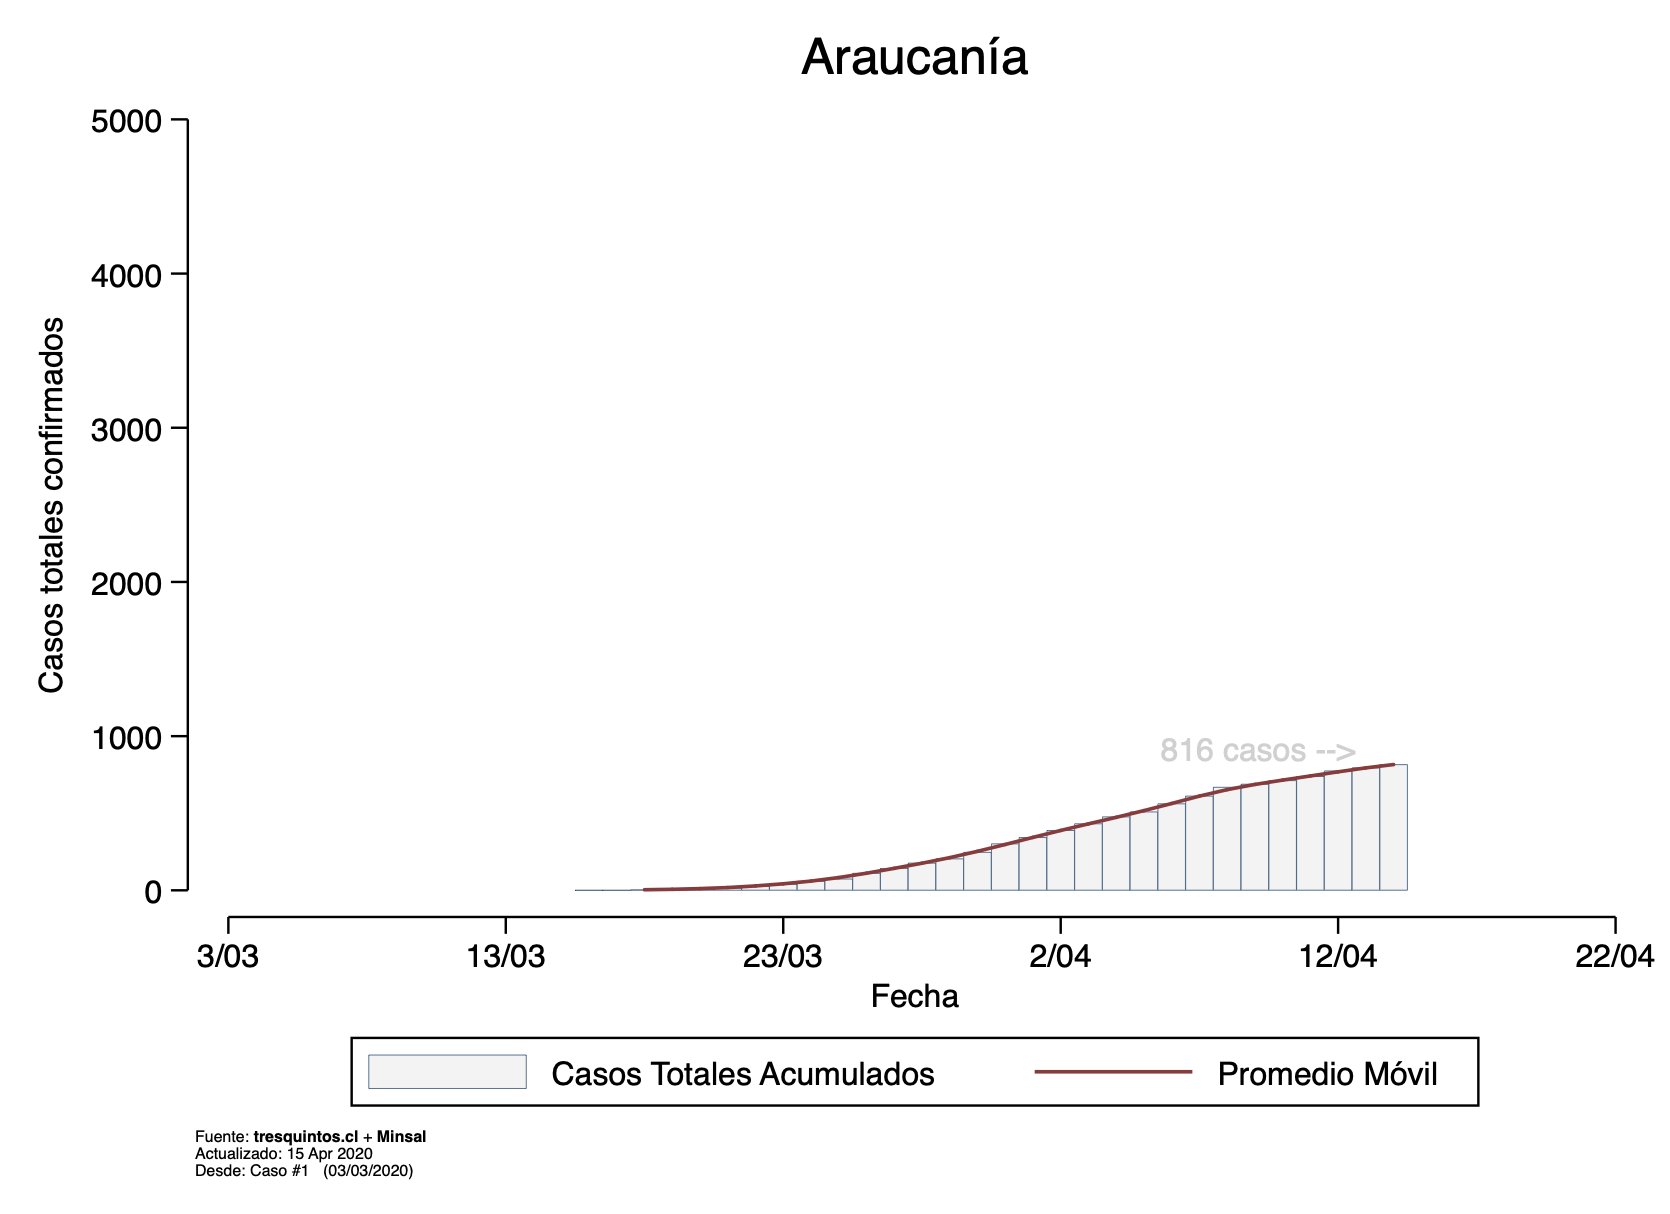 Araucanía
Casos totales confirmados
5000
4000
3000
2000
1000
0
816 casos -->
3/03 13/03 23/03 2/04 12/04 22/04
Fecha
Casos Totales Acumulados Promedio Móvil
Fuente: tresquintos.cl + Minsal
Actualizado: 15 Apr 2020
Desde: Caso #1 (03/03/2020)